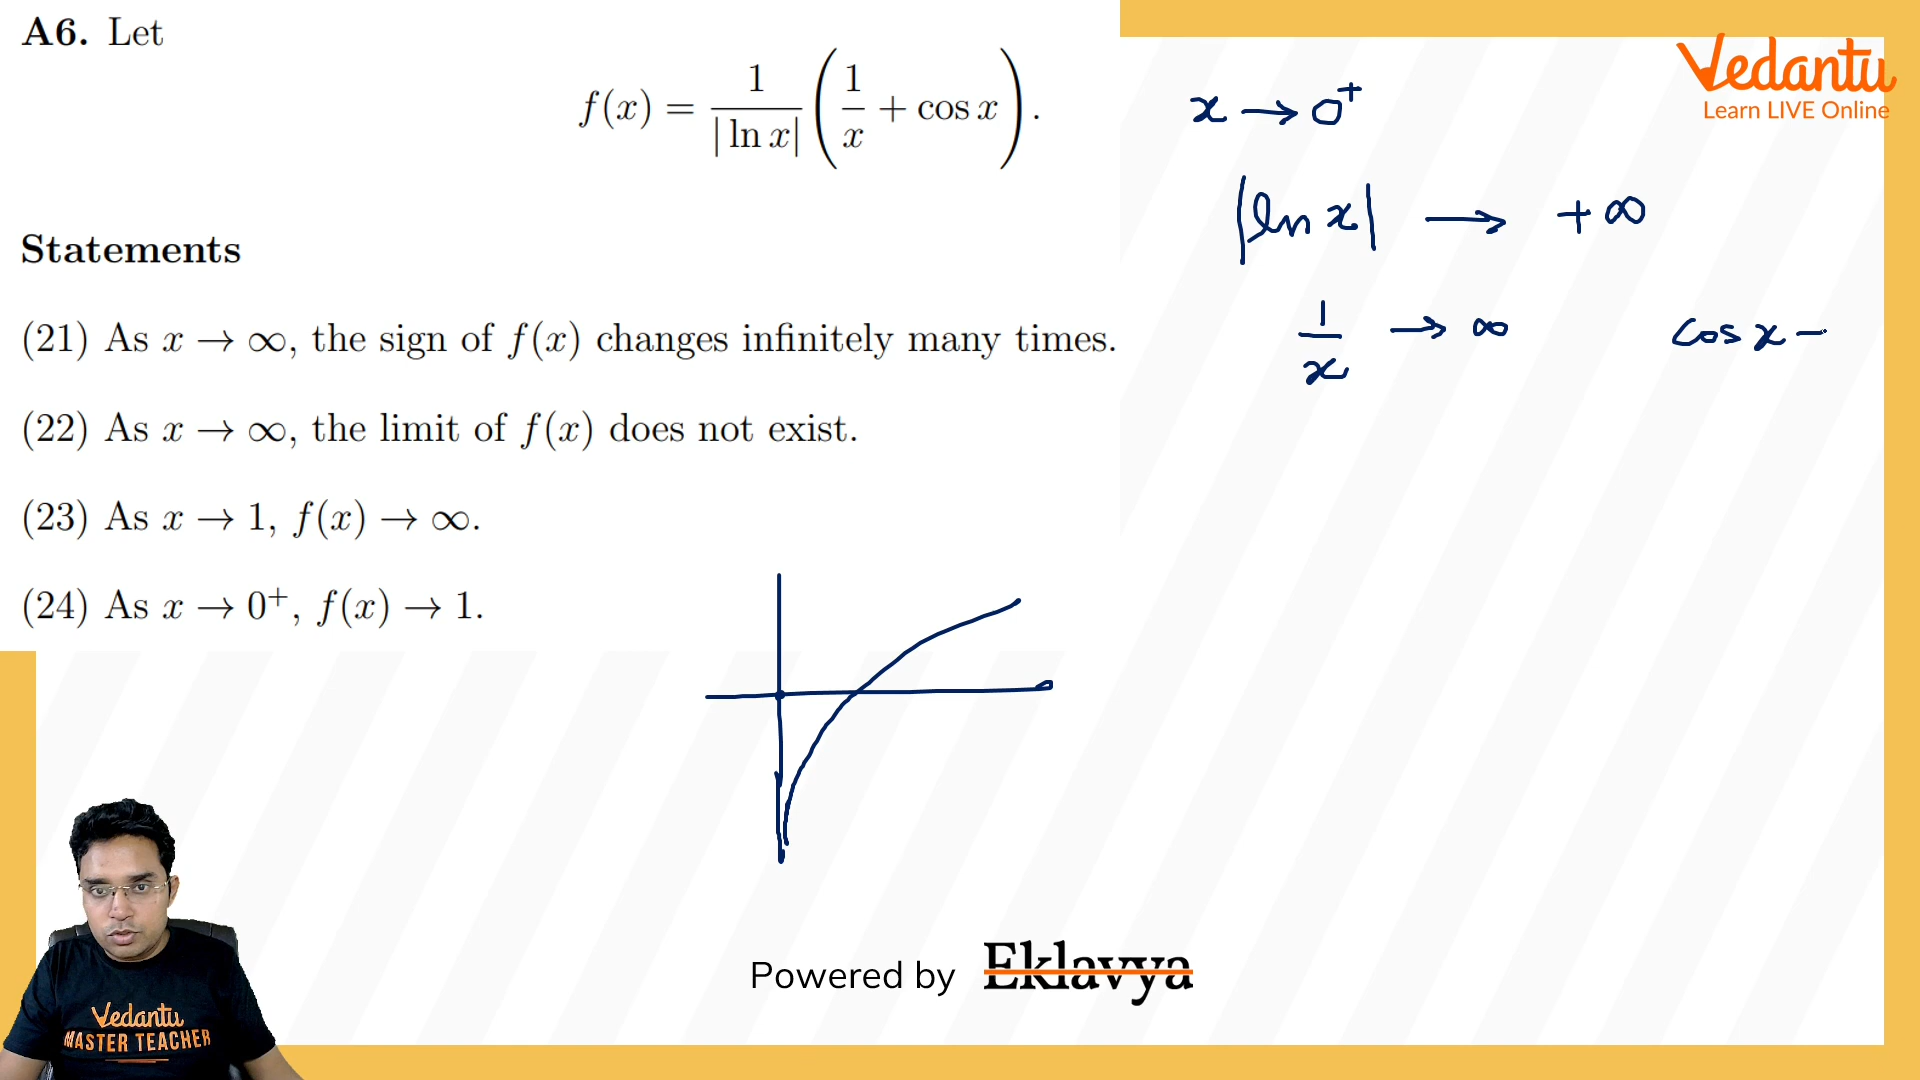 A6. Let
f(x) = 1/|ln x| (1/x + cos x).
Statements
(21) As x → ∞, the sign of f(x) changes infinitely many times.
(22) As x → ∞, the limit of f(x) does not exist.
(23) As x → 1, f(x) → ∞.
(24) As x → 0⁺, f(x) → 1.
Vedantu
Learn LIVE Online
x → 0⁺
|ln x| → +∞
1/x → ∞ cos x –
Vedantu
MASTER TEACHER
Powered by Eklavya